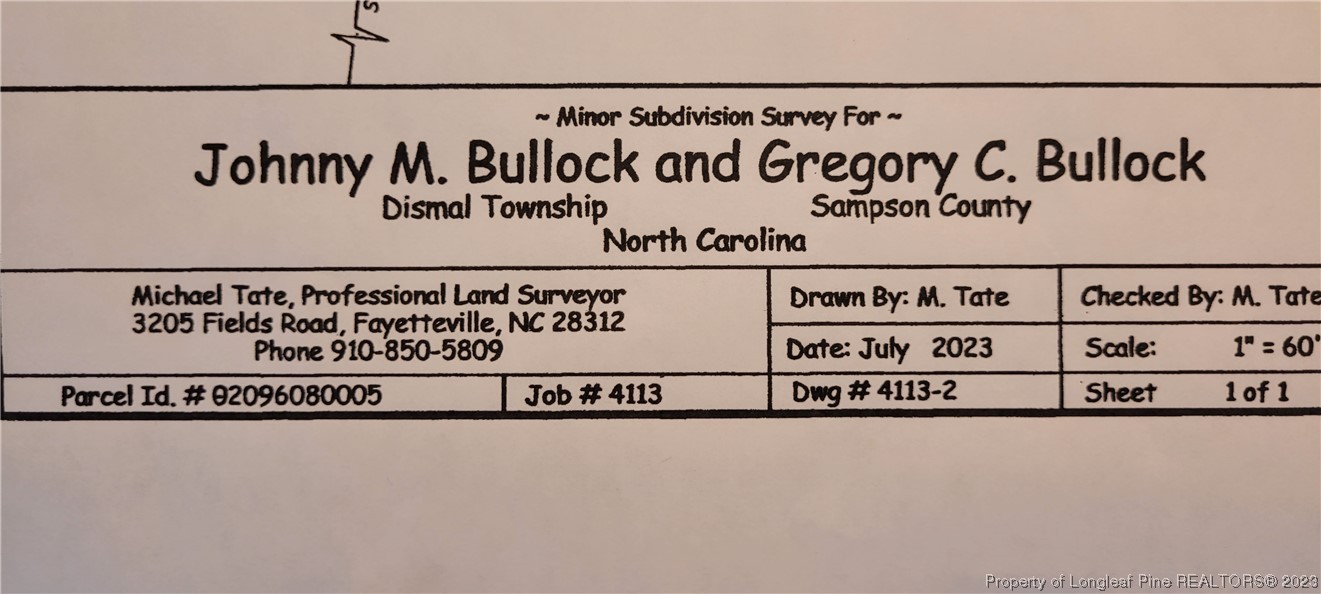 S
~ Minor Subdivision Survey For ~
Johnny M. Bullock and Gregory C. Bullock
Dismal Township Sampson County
North Carolina
Michael Tate, Professional Land Surveyor
3205 Fields Road, Fayetteville, NC 28312
Phone 910-850-5809
Drawn By: M. Tate
Checked By: M. Tate
Date: July 2023
Scale: 1" = 60'
Parcel Id. # 02096080005
Job # 4113
Dwg # 4113-2
Sheet 1 of 1
Property of Longleaf Pine REALTORS® 2023